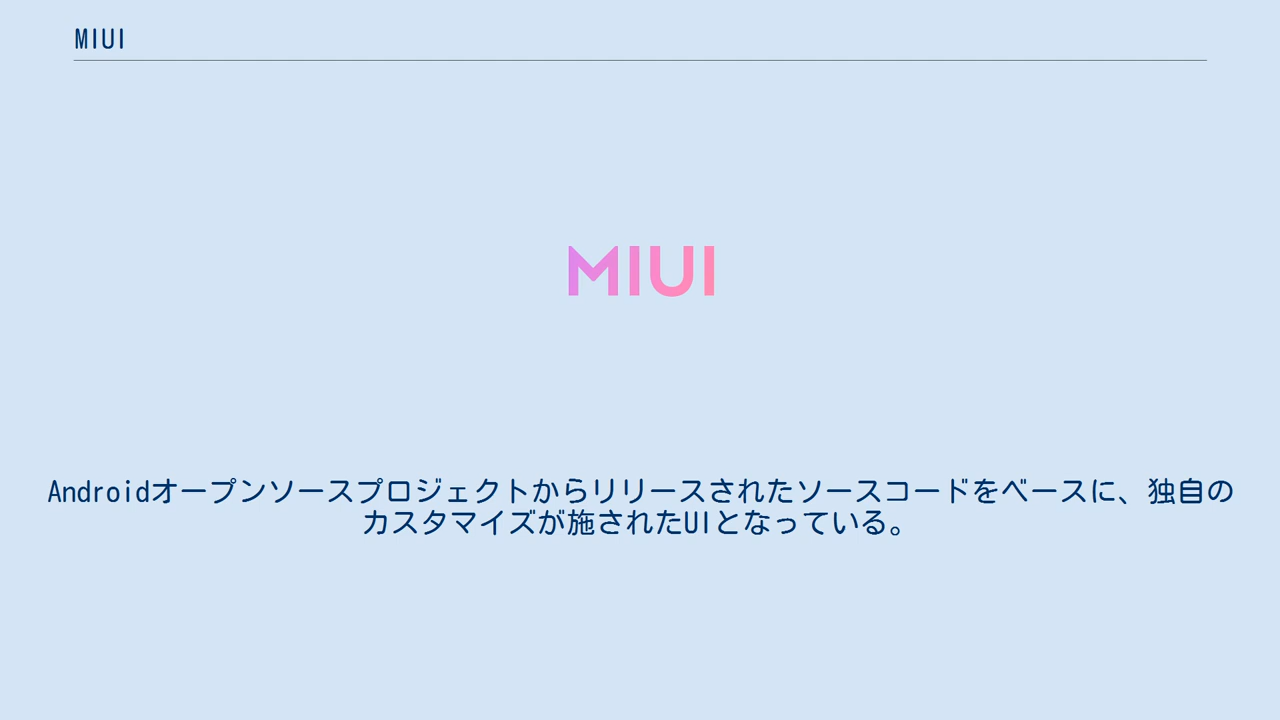 MIUI
MIUI
Androidオープンソースプロジェクトからリリースされたソースコードをベースに、独自の
カスタマイズが施されたUIとなっている。